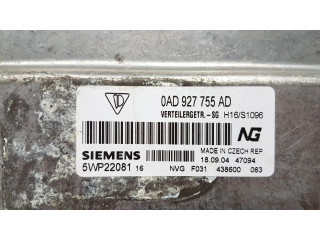 0AD 927 755 AD
VERTEILERGETR.-SG H16/S1096
NG
SIEMENS
MADE IN CZECH REP
18.09.04 47094
5WP22081 16
NVG F031 438600 063